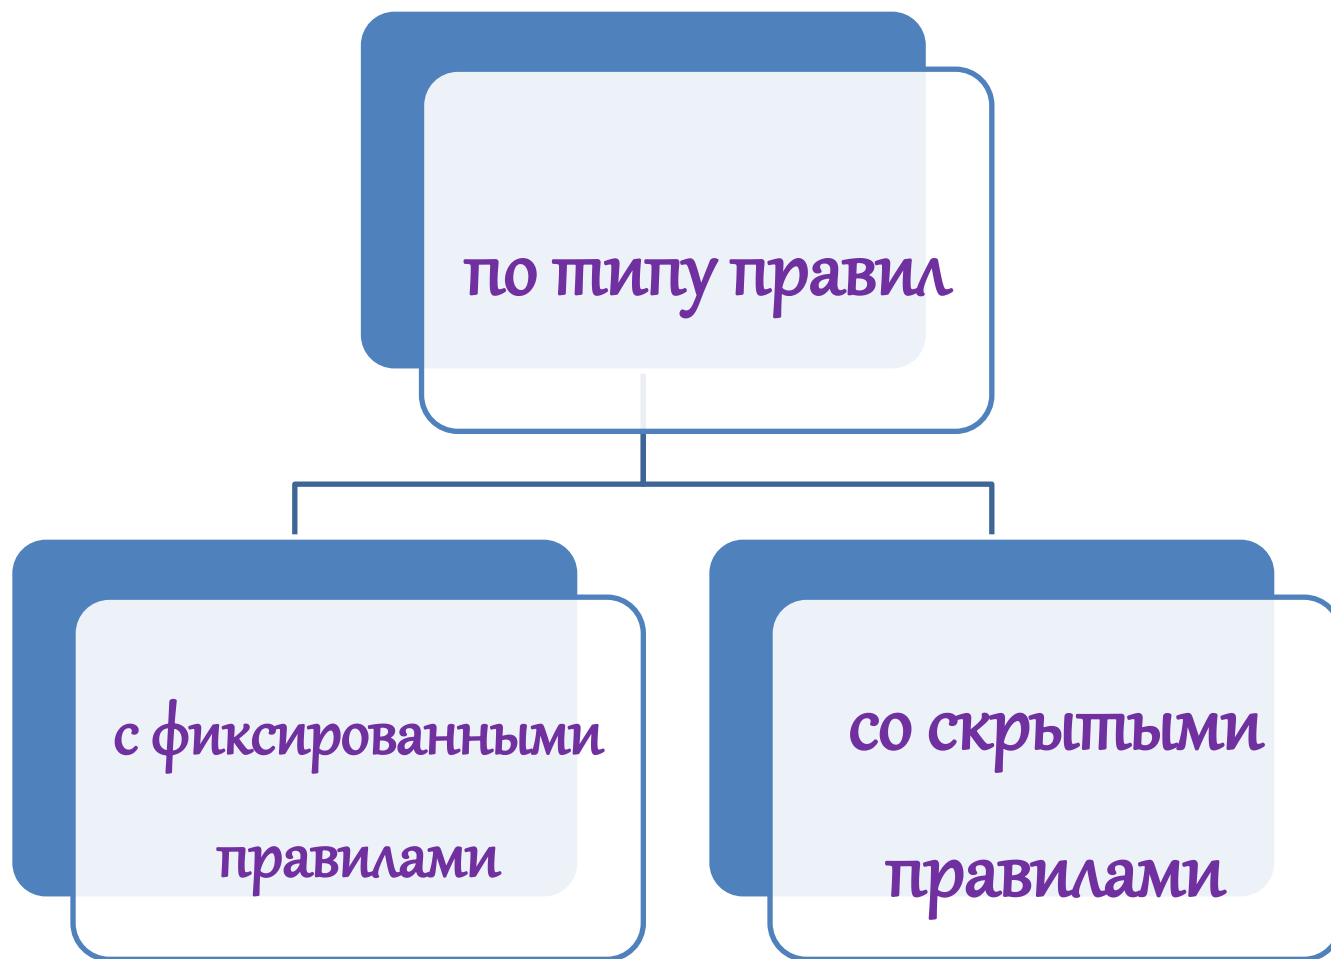 по типу правил
с фиксированными
правилами
со скрытыми
правилами